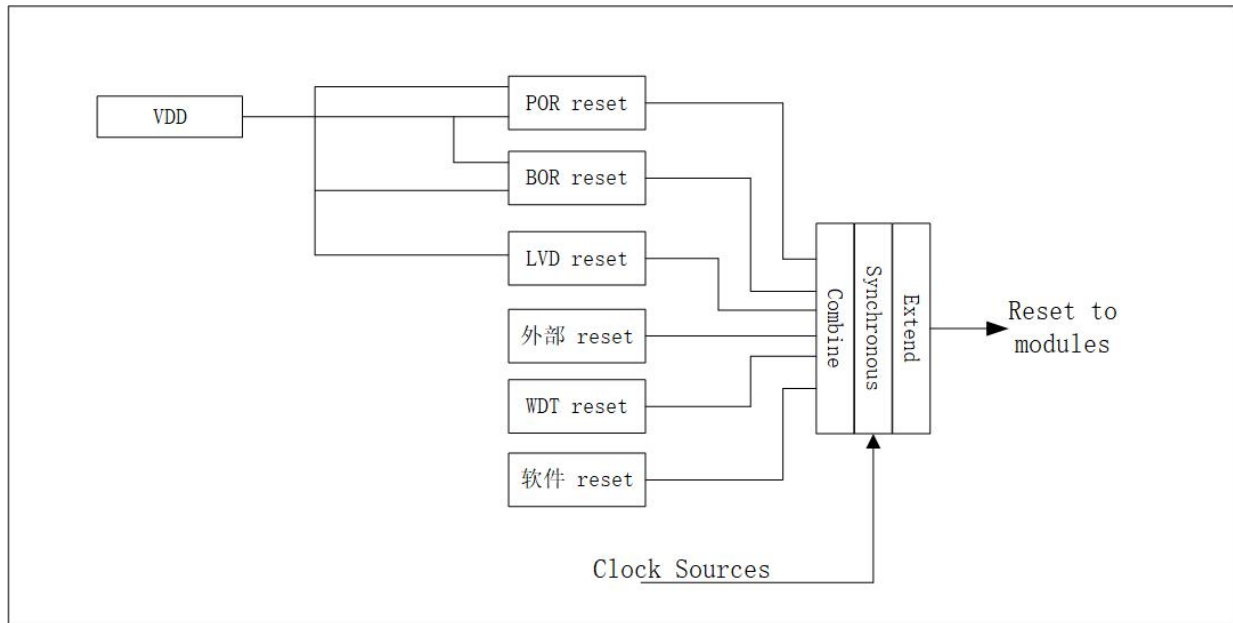 VDD
POR reset
BOR reset
LVD reset
外部 reset
WDT reset
软件 reset
Combine
Synchronous
Extend
Reset to
modules
Clock Sources